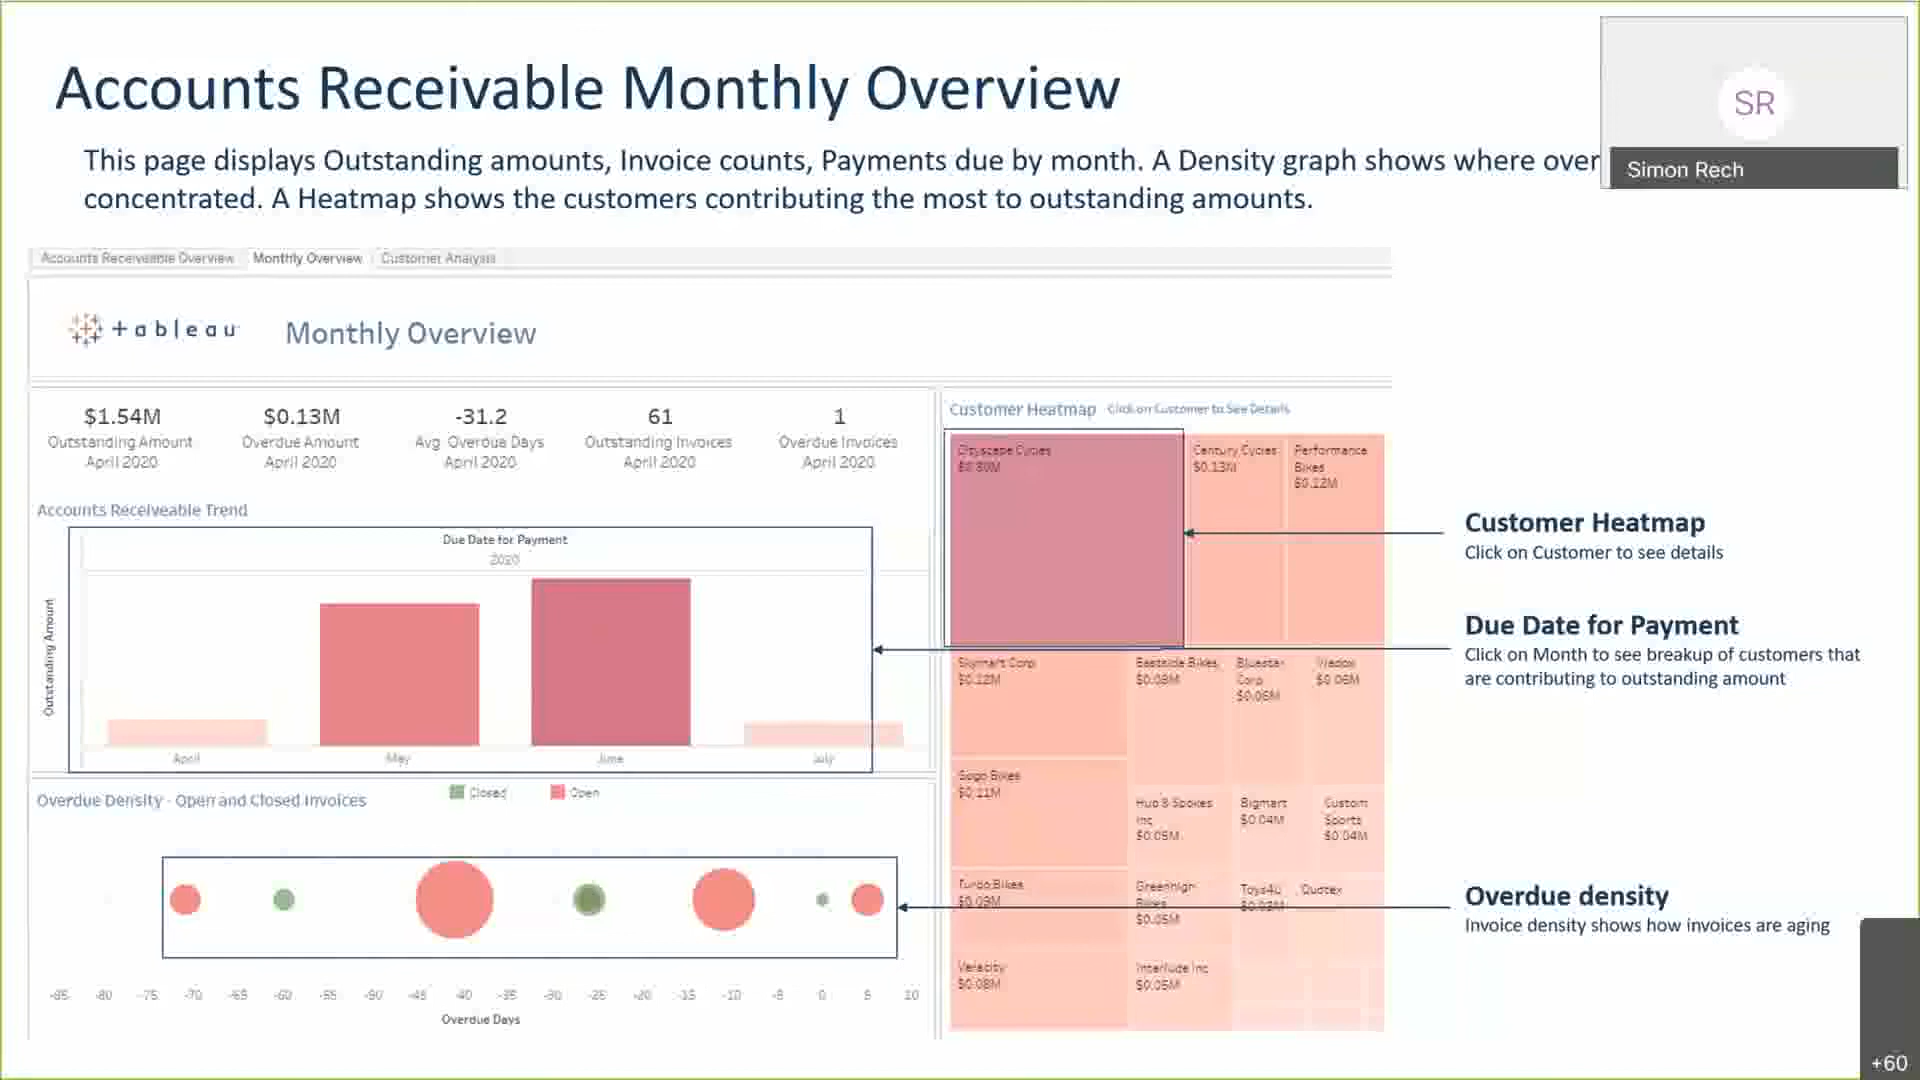 Accounts Receivable Monthly Overview
This page displays Outstanding amounts, Invoice counts, Payments due by month. A Density graph shows where over
concentrated. A Heatmap shows the customers contributing the most to outstanding amounts.
SR
Simon Rech
Accounts Receiveable Overview Monthly Overview Customer Analysis
+ableau Monthly Overview
$1.54M $0.13M -31.2 61 1
Outstanding Amount Overdue Amount Avg Overdue Days Outstanding Invoices Overdue Invoices
April 2020 April 2020 April 2020 April 2020 April 2020
Accounts Receiveable Trend
Due Date for Payment
2020
Outstanding Amount
April May June July
Overdue Density - Open and Closed Invoices
Closed Open
-85 -80 -75 -70 -65 -60 -55 -50 -45 -40 -35 -30 -25 -20 -15 -10 -5 0 5 10
Overdue Days
Customer Heatmap Click on Customer to See Details
Cityscape Cycles
Century Cycles
$0.13M
Performance
Bikes
$0.12M
Skymart Corp
$0.12M
Eastside Bikes
Bluestar
Corp
$0.06M
$0.06M
Gogo Bikes
$0.11M
Hub & Spokes
Inc
$0.05M
Bigmart
$0.04M
Custom
Sports
$0.04M
Turbo Bikes
$0.09M
Greenhigh
Bikes
$0.05M
Toys4u
Quotex
Veracity
$0.08M
Interlude Inc
$0.05M
Customer Heatmap
Click on Customer to see details
Due Date for Payment
Click on Month to see breakup of customers that
are contributing to outstanding amount
Overdue density
Invoice density shows how invoices are aging
+60